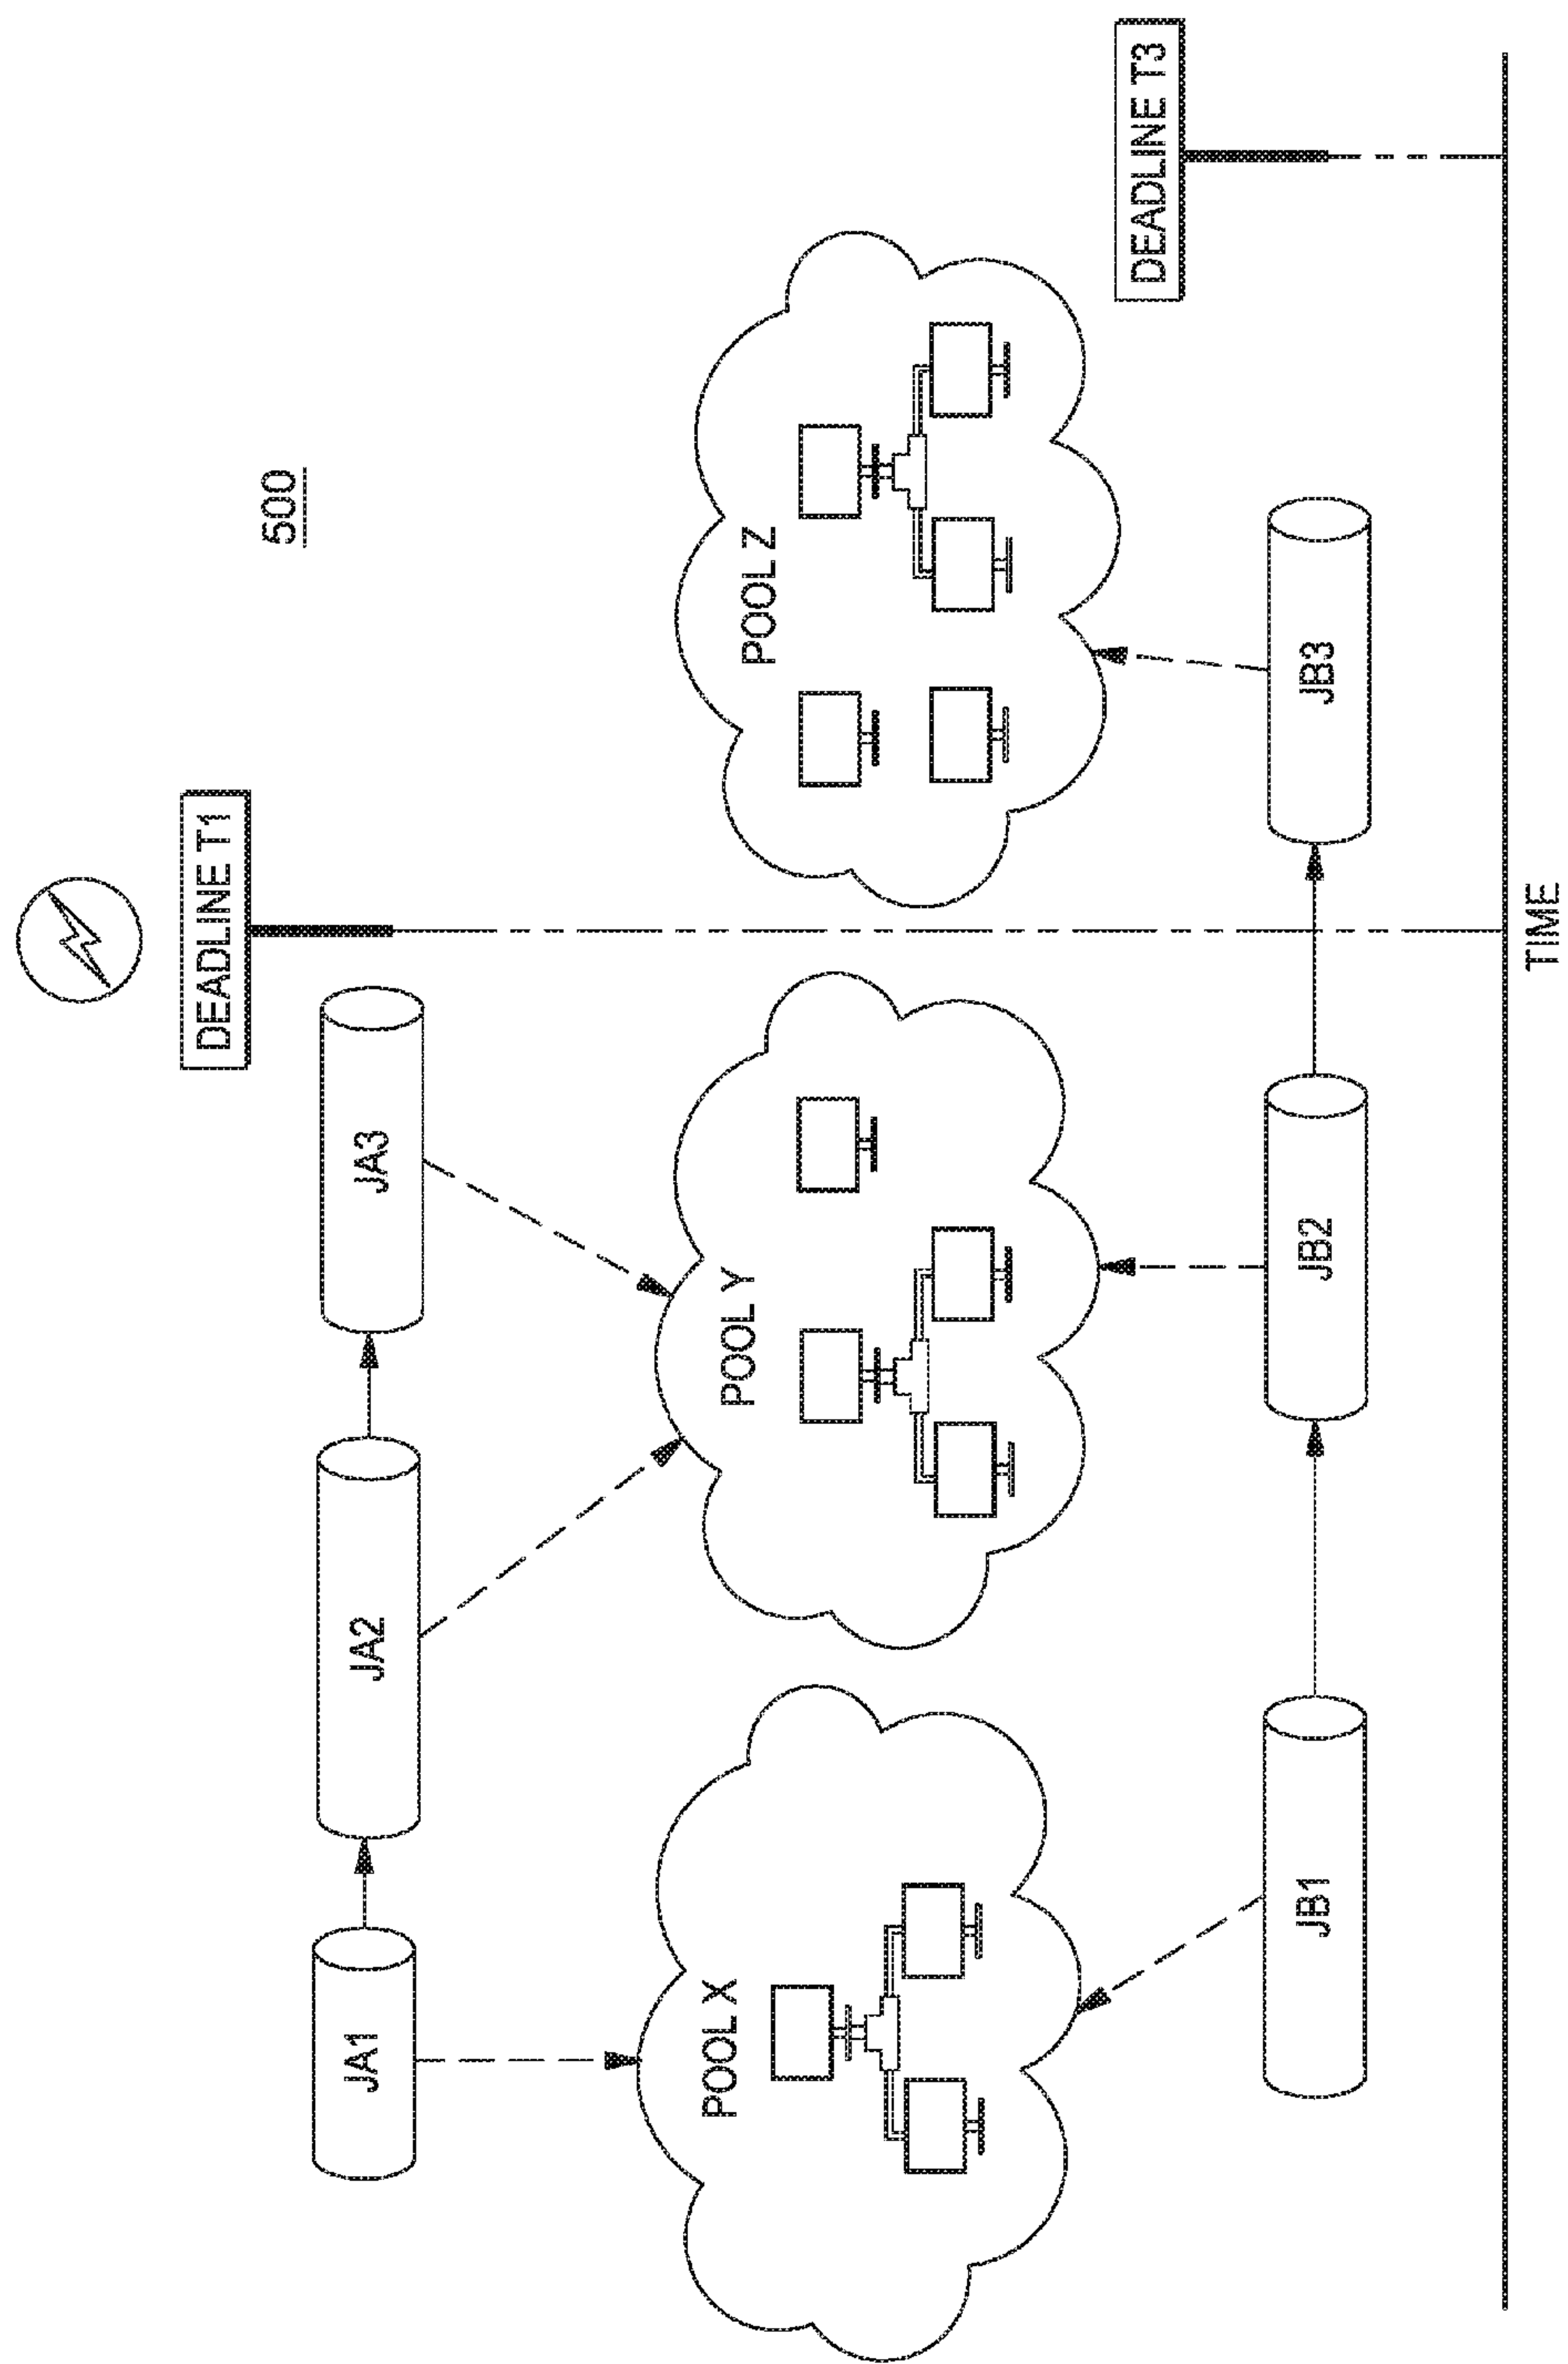 500
DEADLINE T1
JA1
JA2
JA3
POOL X
POOL Y
POOL Z
DEADLINE T3
JB1
JB2
JB3
TIME